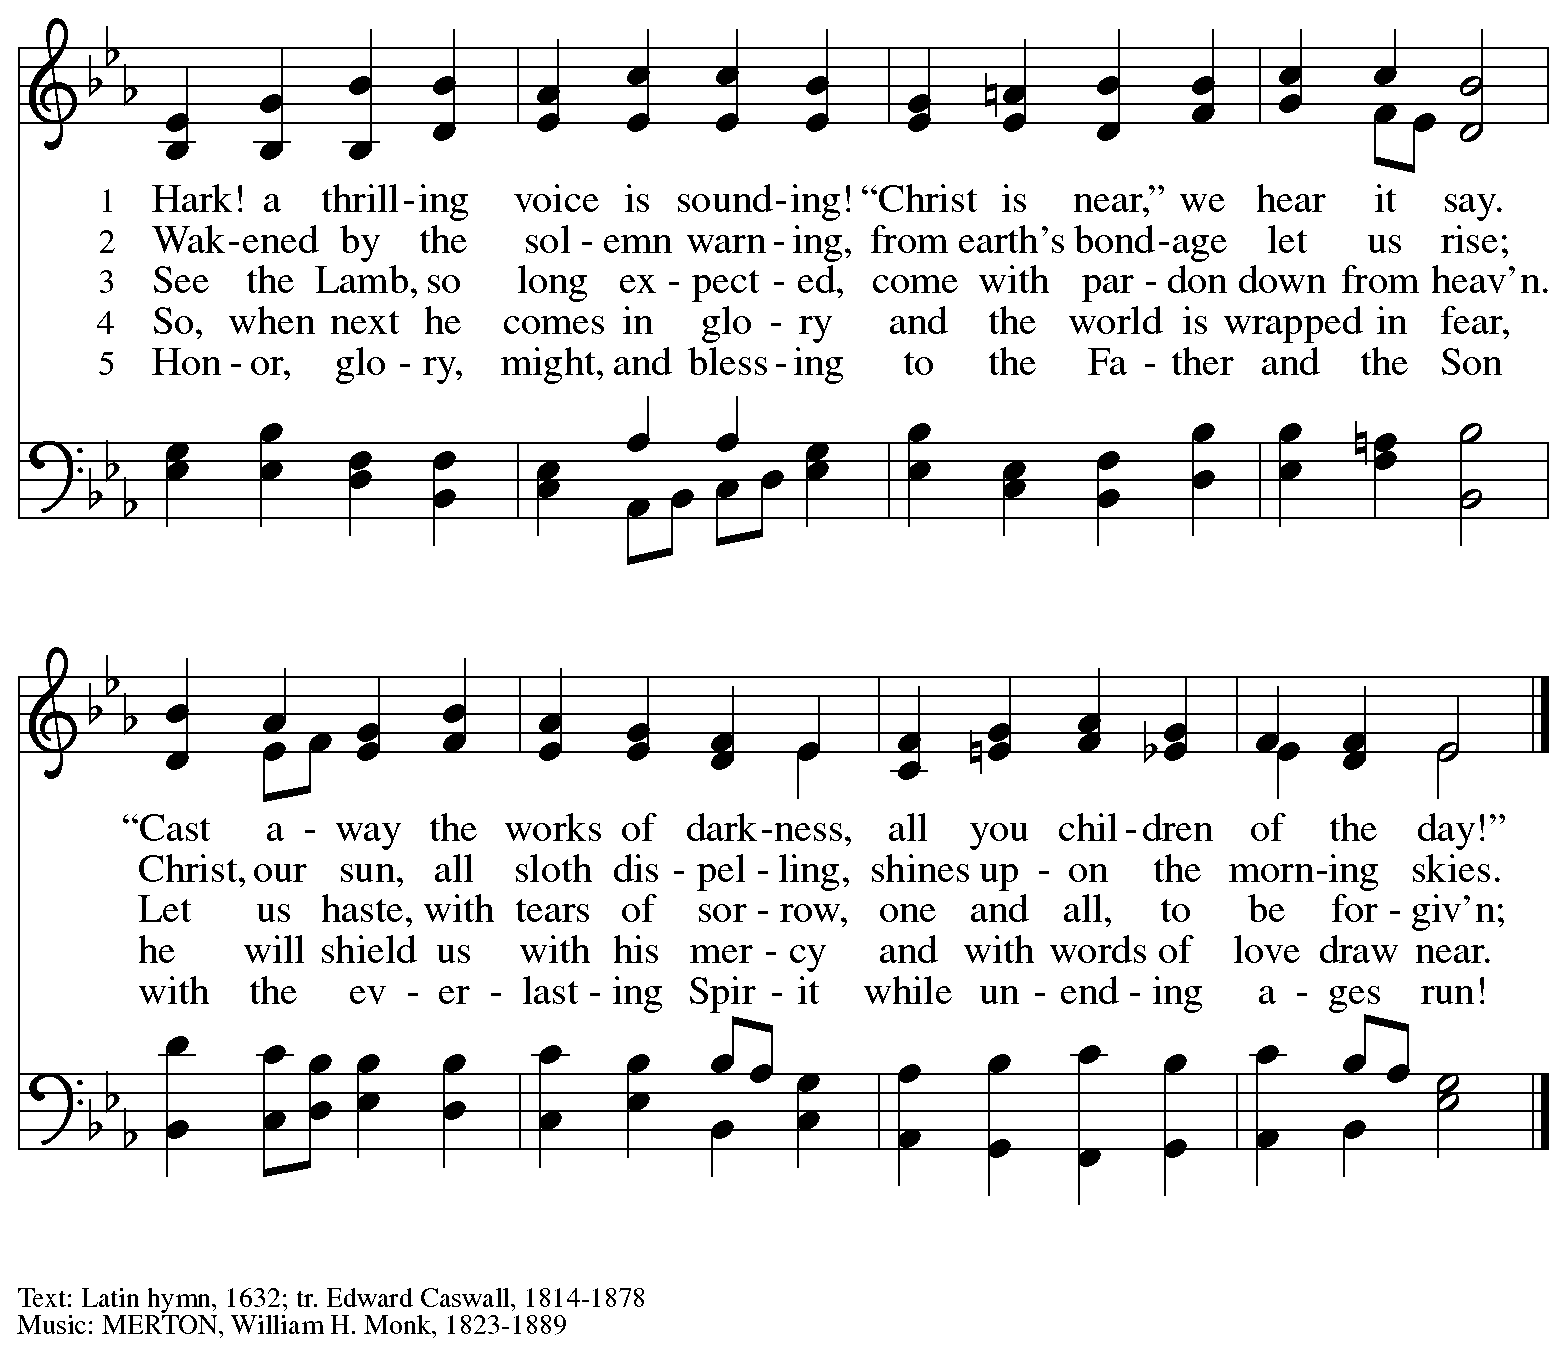 1 Hark! a thrill-ing voice is sound-ing! “Christ is near,” we hear it say.
2 Wak-ened by the sol-emn warn-ing, from earth’s bond-age let us rise;
3 See the Lamb, so long ex-pect-ed, come with par-don down from heav’n.
4 So, when next he comes in glo-ry and the world is wrapped in fear,
5 Hon-or, glo-ry, might, and bless-ing to the Fa-ther and the Son
“Cast a-way the works of dark-ness, all you chil-dren of the day!”
Christ, our sun, all sloth dis-pel-ling, shines up-on the morn-ing skies.
Let us haste, with tears of sor-row, one and all, to be for-giv’n;
he will shield us with his mer-cy and with words of love draw near.
with the ev-er-last-ing Spir-it while un-end-ing a-ges run!
Text: Latin hymn, 1632; tr. Edward Caswall, 1814-1878
Music: MERTON, William H. Monk, 1823-1889